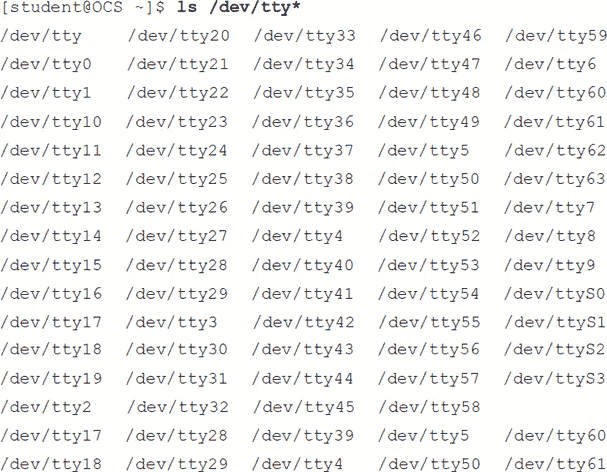 [student@OCS ~]$ ls /dev/tty*
/dev/tty /dev/tty20 /dev/tty33 /dev/tty46 /dev/tty59
/dev/tty0 /dev/tty21 /dev/tty34 /dev/tty47 /dev/tty6
/dev/tty1 /dev/tty22 /dev/tty35 /dev/tty48 /dev/tty60
/dev/tty10 /dev/tty23 /dev/tty36 /dev/tty49 /dev/tty61
/dev/tty11 /dev/tty24 /dev/tty37 /dev/tty5 /dev/tty62
/dev/tty12 /dev/tty25 /dev/tty38 /dev/tty50 /dev/tty63
/dev/tty13 /dev/tty26 /dev/tty39 /dev/tty51 /dev/tty7
/dev/tty14 /dev/tty27 /dev/tty4 /dev/tty52 /dev/tty8
/dev/tty15 /dev/tty28 /dev/tty40 /dev/tty53 /dev/tty9
/dev/tty16 /dev/tty29 /dev/tty41 /dev/tty54 /dev/ttyS0
/dev/tty17 /dev/tty3 /dev/tty42 /dev/tty55 /dev/ttyS1
/dev/tty18 /dev/tty30 /dev/tty43 /dev/tty56 /dev/ttyS2
/dev/tty19 /dev/tty31 /dev/tty44 /dev/tty57 /dev/ttyS3
/dev/tty2 /dev/tty32 /dev/tty45 /dev/tty58
/dev/tty17 /dev/tty28 /dev/tty39 /dev/tty5 /dev/tty60
/dev/tty18 /dev/tty29 /dev/tty4 /dev/tty50 /dev/tty61